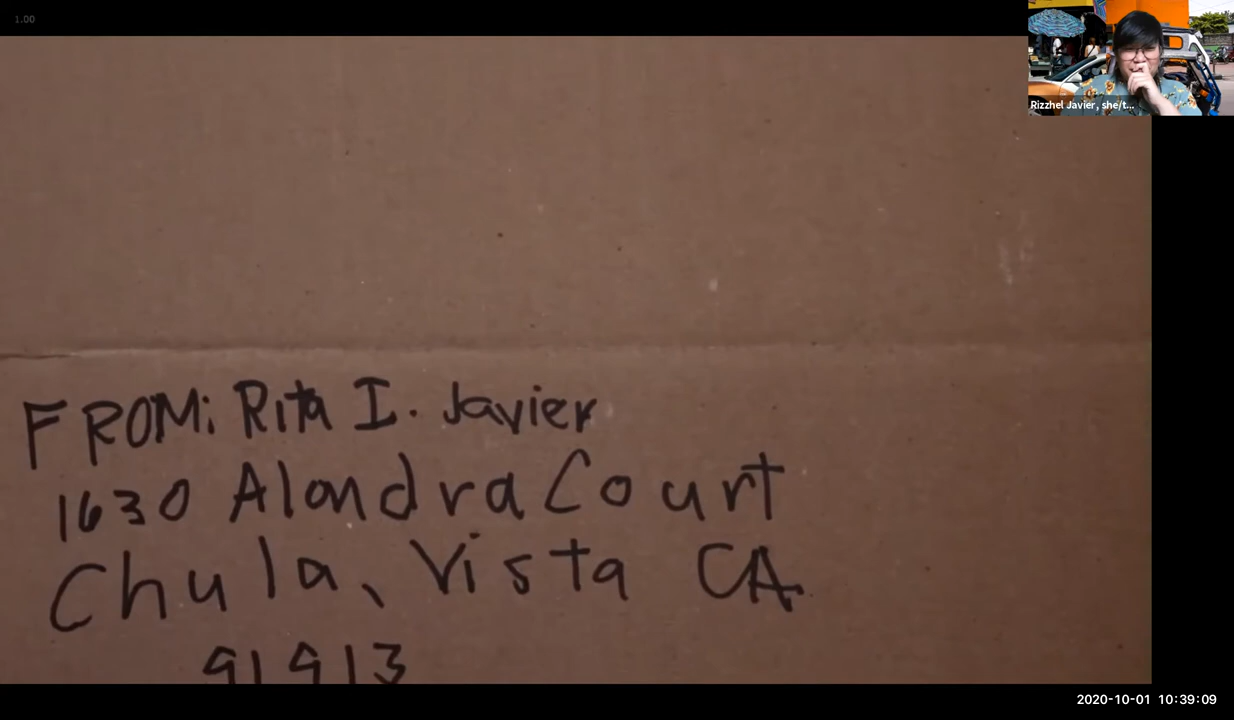 1.00
Rizzhel Javier, she/t...
FROM: Rita I. Javier
1630 Alondra Court
Chula, Vista CA
91913
2020-10-01 10:39:09